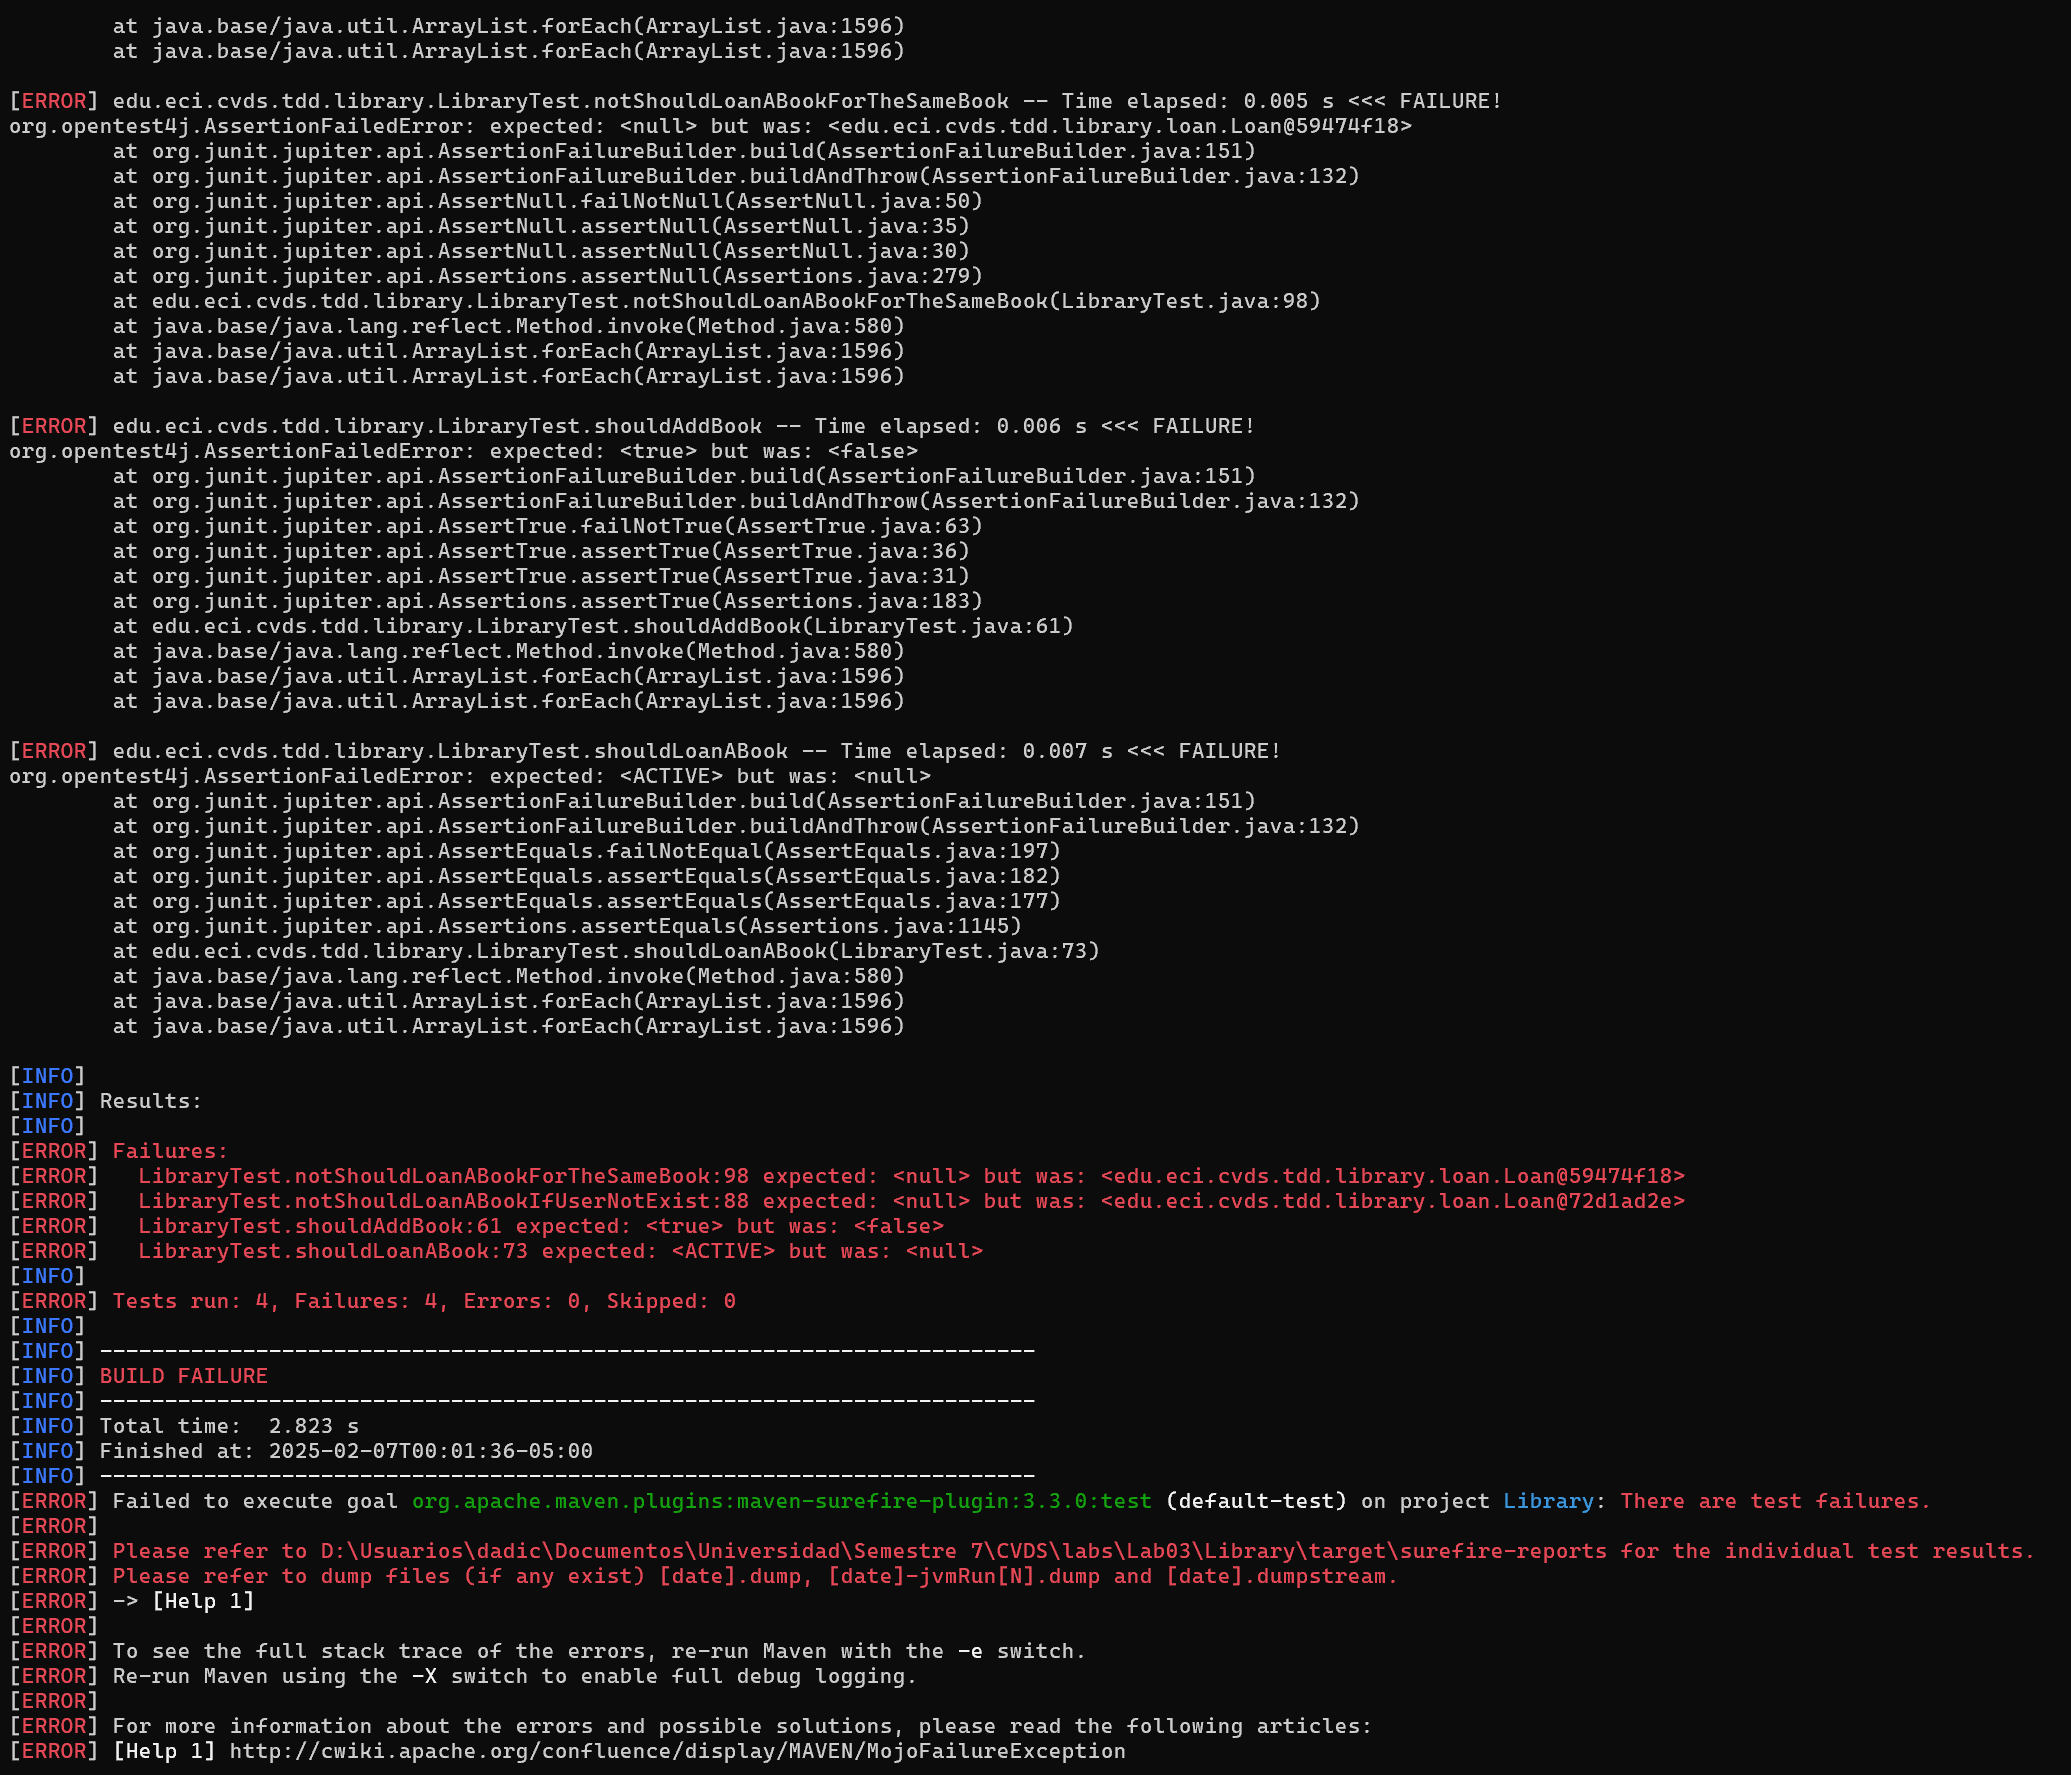 at java.base/java.util.ArrayList.forEach(ArrayList.java:1596)
        at java.base/java.util.ArrayList.forEach(ArrayList.java:1596)

[ERROR] edu.eci.cvds.tdd.library.LibraryTest.notShouldLoanABookForTheSameBook -- Time elapsed: 0.005 s <<< FAILURE!
org.opentest4j.AssertionFailedError: expected: <null> but was: <edu.eci.cvds.tdd.library.loan.Loan@59474f18>
        at org.junit.jupiter.api.AssertionFailureBuilder.build(AssertionFailureBuilder.java:151)
        at org.junit.jupiter.api.AssertionFailureBuilder.buildAndThrow(AssertionFailureBuilder.java:132)
        at org.junit.jupiter.api.AssertNull.failNotNull(AssertNull.java:50)
        at org.junit.jupiter.api.AssertNull.assertNull(AssertNull.java:35)
        at org.junit.jupiter.api.AssertNull.assertNull(AssertNull.java:30)
        at org.junit.jupiter.api.Assertions.assertNull(Assertions.java:279)
        at edu.eci.cvds.tdd.library.LibraryTest.notShouldLoanABookForTheSameBook(LibraryTest.java:98)
        at java.base/java.lang.reflect.Method.invoke(Method.java:580)
        at java.base/java.util.ArrayList.forEach(ArrayList.java:1596)
        at java.base/java.util.ArrayList.forEach(ArrayList.java:1596)

[ERROR] edu.eci.cvds.tdd.library.LibraryTest.shouldAddBook -- Time elapsed: 0.006 s <<< FAILURE!
org.opentest4j.AssertionFailedError: expected: <true> but was: <false>
        at org.junit.jupiter.api.AssertionFailureBuilder.build(AssertionFailureBuilder.java:151)
        at org.junit.jupiter.api.AssertionFailureBuilder.buildAndThrow(AssertionFailureBuilder.java:132)
        at org.junit.jupiter.api.AssertTrue.failNotTrue(AssertTrue.java:63)
        at org.junit.jupiter.api.AssertTrue.assertTrue(AssertTrue.java:36)
        at org.junit.jupiter.api.AssertTrue.assertTrue(AssertTrue.java:31)
        at org.junit.jupiter.api.Assertions.assertTrue(Assertions.java:183)
        at edu.eci.cvds.tdd.library.LibraryTest.shouldAddBook(LibraryTest.java:61)
        at java.base/java.lang.reflect.Method.invoke(Method.java:580)
        at java.base/java.util.ArrayList.forEach(ArrayList.java:1596)
        at java.base/java.util.ArrayList.forEach(ArrayList.java:1596)

[ERROR] edu.eci.cvds.tdd.library.LibraryTest.shouldLoanABook -- Time elapsed: 0.007 s <<< FAILURE!
org.opentest4j.AssertionFailedError: expected: <ACTIVE> but was: <null>
        at org.junit.jupiter.api.AssertionFailureBuilder.build(AssertionFailureBuilder.java:151)
        at org.junit.jupiter.api.AssertionFailureBuilder.buildAndThrow(AssertionFailureBuilder.java:132)
        at org.junit.jupiter.api.AssertEquals.failNotEqual(AssertEquals.java:197)
        at org.junit.jupiter.api.AssertEquals.assertEquals(AssertEquals.java:182)
        at org.junit.jupiter.api.AssertEquals.assertEquals(AssertEquals.java:177)
        at org.junit.jupiter.api.Assertions.assertEquals(Assertions.java:1145)
        at edu.eci.cvds.tdd.library.LibraryTest.shouldLoanABook(LibraryTest.java:73)
        at java.base/java.lang.reflect.Method.invoke(Method.java:580)
        at java.base/java.util.ArrayList.forEach(ArrayList.java:1596)
        at java.base/java.util.ArrayList.forEach(ArrayList.java:1596)

[INFO]
[INFO] Results:
[INFO]
[ERROR] Failures:
[ERROR]   LibraryTest.notShouldLoanABookForTheSameBook:98 expected: <null> but was: <edu.eci.cvds.tdd.library.loan.Loan@59474f18>
[ERROR]   LibraryTest.notShouldLoanABookIfUserNotExist:88 expected: <null> but was: <edu.eci.cvds.tdd.library.loan.Loan@72d1ad2e>
[ERROR]   LibraryTest.shouldAddBook:61 expected: <true> but was: <false>
[ERROR]   LibraryTest.shouldLoanABook:73 expected: <ACTIVE> but was: <null>
[INFO]
[ERROR] Tests run: 4, Failures: 4, Errors: 0, Skipped: 0
[INFO]
[INFO] ------------------------------------------------------------------------
[INFO] BUILD FAILURE
[INFO] ------------------------------------------------------------------------
[INFO] Total time:  2.823 s
[INFO] Finished at: 2025-02-07T00:01:36-05:00
[INFO] ------------------------------------------------------------------------
[ERROR] Failed to execute goal org.apache.maven.plugins:maven-surefire-plugin:3.3.0:test (default-test) on project Library: There are test failures.
[ERROR]
[ERROR] Please refer to D:\Usuarios\dadic\Documentos\Universidad\Semestre 7\CVDS\labs\Lab03\Library\target\surefire-reports for the individual test results.
[ERROR] Please refer to dump files (if any exist) [date].dump, [date]-jvmRun[N].dump and [date].dumpstream.
[ERROR] -> [Help 1]
[ERROR]
[ERROR] To see the full stack trace of the errors, re-run Maven with the -e switch.
[ERROR] Re-run Maven using the -X switch to enable full debug logging.
[ERROR]
[ERROR] For more information about the errors and possible solutions, please read the following articles:
[ERROR] [Help 1] http://cwiki.apache.org/confluence/display/MAVEN/MojoFailureException